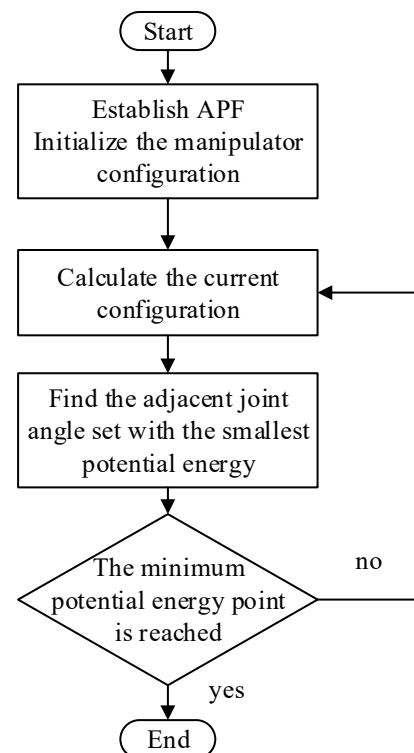 Start
Establish APF
Initialize the manipulator
configuration
Calculate the current
configuration
Find the adjacent joint
angle set with the smallest
potential energy
The minimum
potential energy point
is reached
no
yes
End